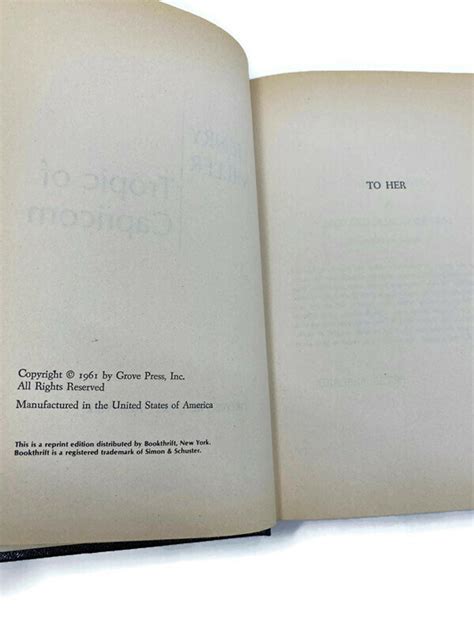 Copyright © 1961 by Grove Press, Inc.
All Rights Reserved
Manufactured in the United States of America
This is a reprint edition distributed by Bookthrift, New York.
Bookthrift is a registered trademark of Simon & Schuster.
TO HER